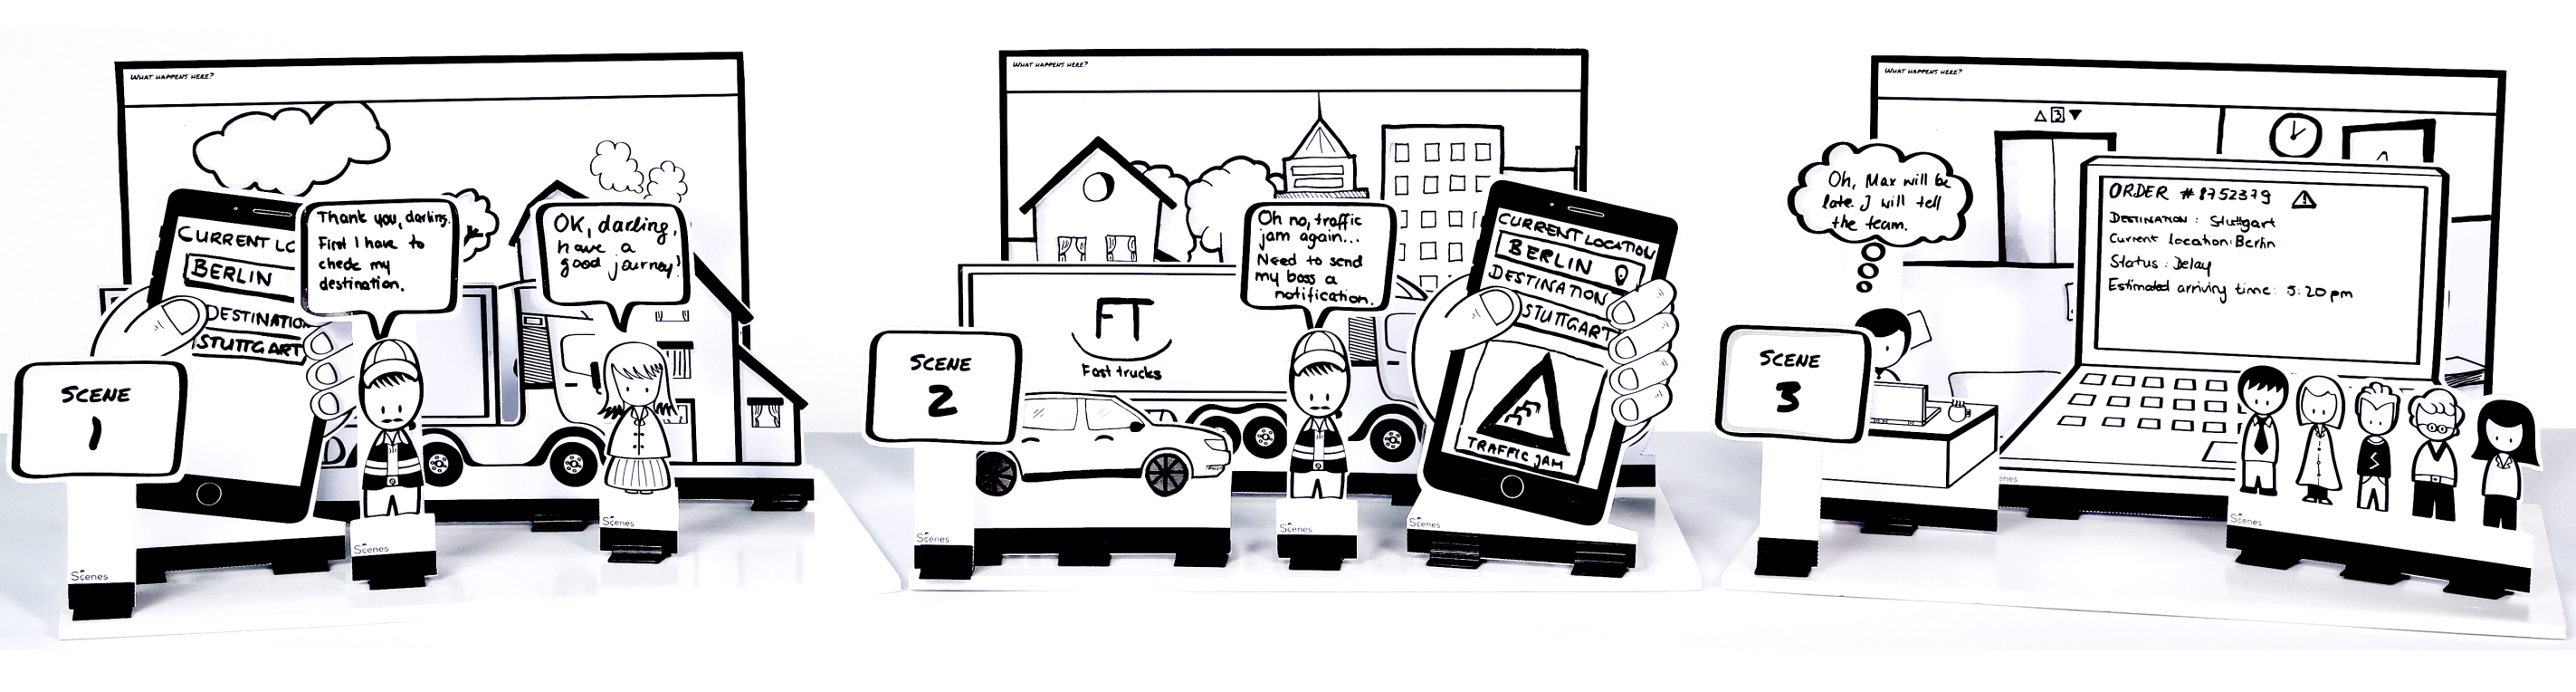 WHAT HAPPENS HERE?
CURRENT LO
BERLIN
DESTINATION
STUTTGART
Thank you, darling.
First I have to
check my
destination.
OK, darling,
have a
good journey!
SCENE
1
Scenes
Scenes
Scenes
WHAT HAPPENS HERE?
Oh no, traffic
jam again...
Need to send
my boss a
notification.
CURRENT LOCATION
BERLIN
DESTINATION
STUTTGART
TRAFFIC JAM
FT
Fast trucks
SCENE
2
Scenes
Scenes
Scenes
WHAT HAPPENS HERE?
3
Oh, Max will be
late. I will tell
the team.
ORDER #8752379
DESTINATION: Stuttgart
Current location: Berlin
Status: Delay
Estimated arriving time: 5:20 pm
SCENE
3
Scenes
cenes
Scenes